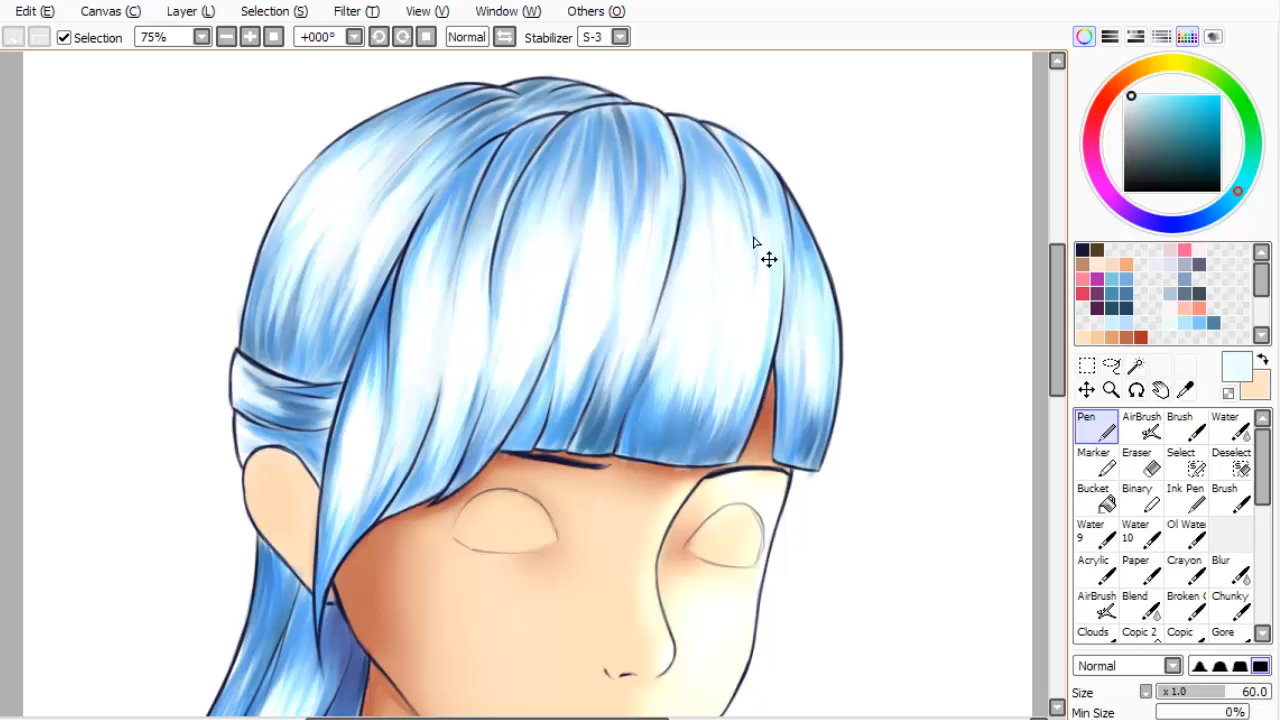 Edit (E) Canvas (C) Layer (L) Selection (S) Filter (T) View (V) Window (W) Others (O)
Selection 75% +000° Normal Stabilizer S-3
Pen AirBrush Brush Water
Marker Eraser Select Deselect
Bucket Binary Ink Pen Brush
Water 9 Water 10 Ol Wate
Acrylic Paper Crayon Blur
AirBrush Blend Broken C Chunky
Clouds Copic 2 Copic Gore
Normal
Size x 1.0 60.0
Min Size 0%